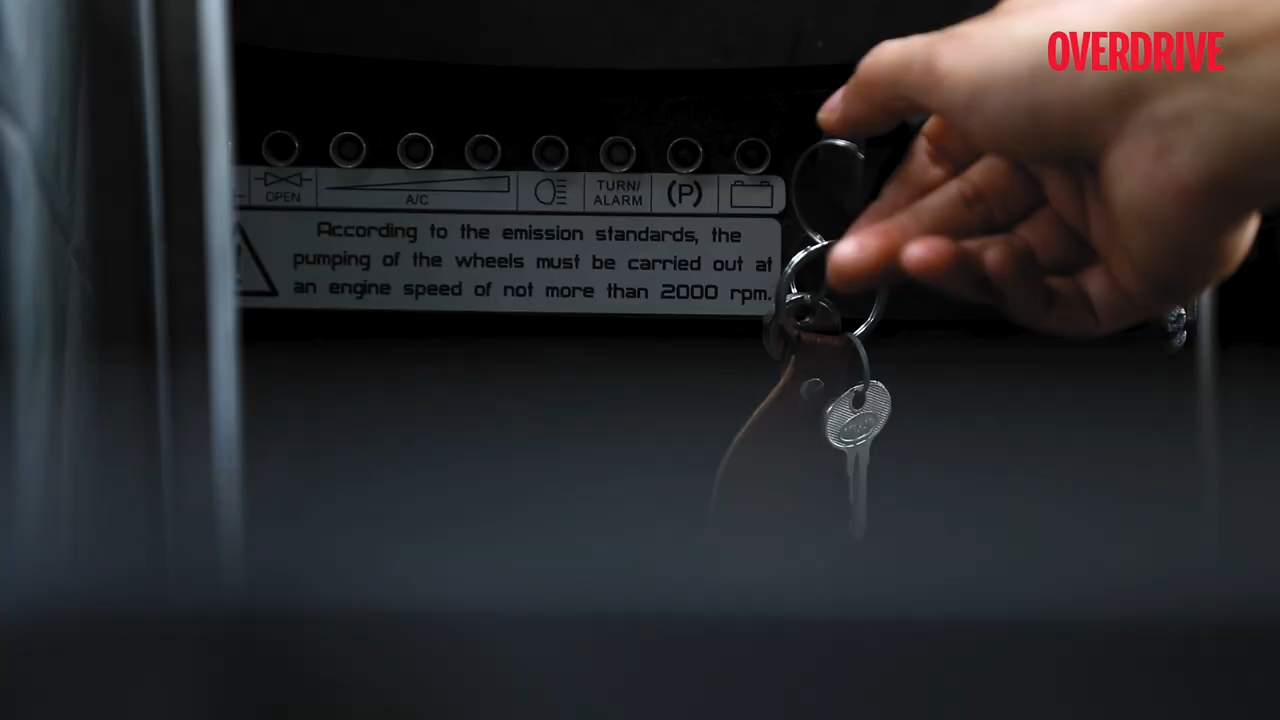 OVERDRIVE
OPEN
A/C
TURN/
ALARM
(P)
According to the emission standards, the
pumping of the wheels must be carried out at
an engine speed of not more than 2000 rpm.